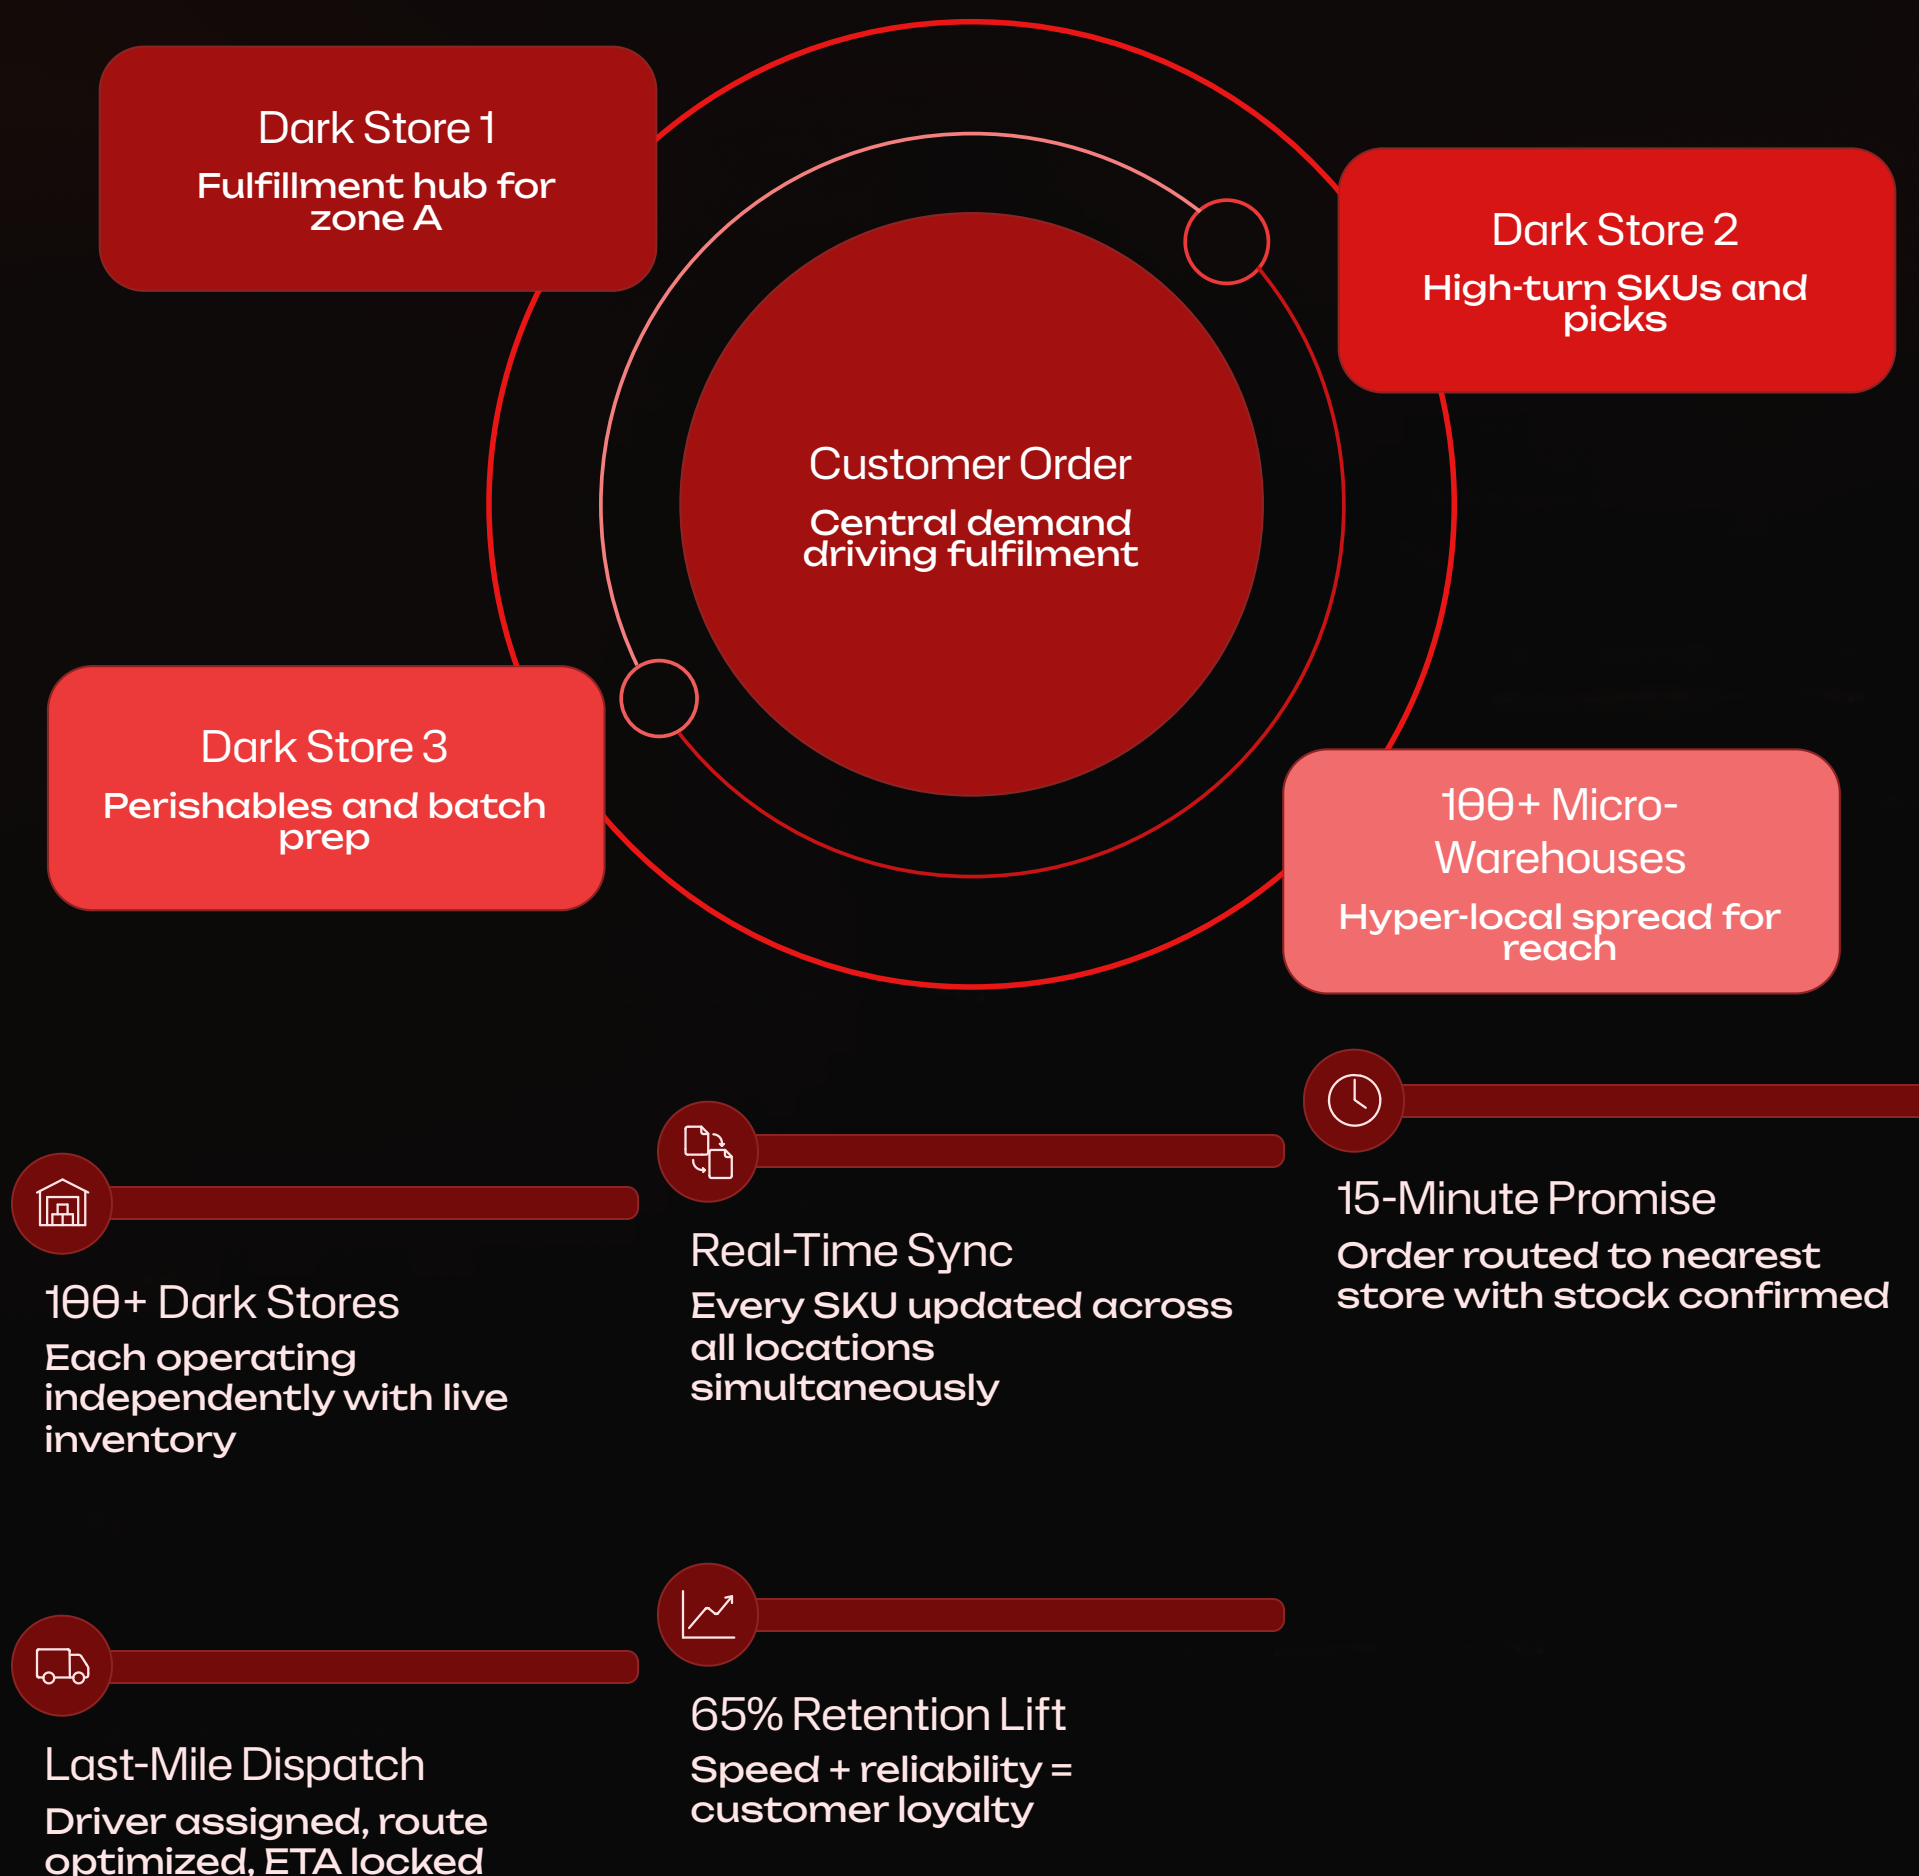 Dark Store 1
Fulfillment hub for
zone A
Dark Store 2
High-turn SKUs and
picks
Customer Order
Central demand
driving fulfilment
Dark Store 3
Perishables and batch
prep
100+ Micro-
Warehouses
Hyper-local spread for
reach
100+ Dark Stores
Each operating
independently with live
inventory
Real-Time Sync
Every SKU updated across
all locations
simultaneously
15-Minute Promise
Order routed to nearest
store with stock confirmed
Last-Mile Dispatch
Driver assigned, route
optimized, ETA locked
65% Retention Lift
Speed + reliability =
customer loyalty